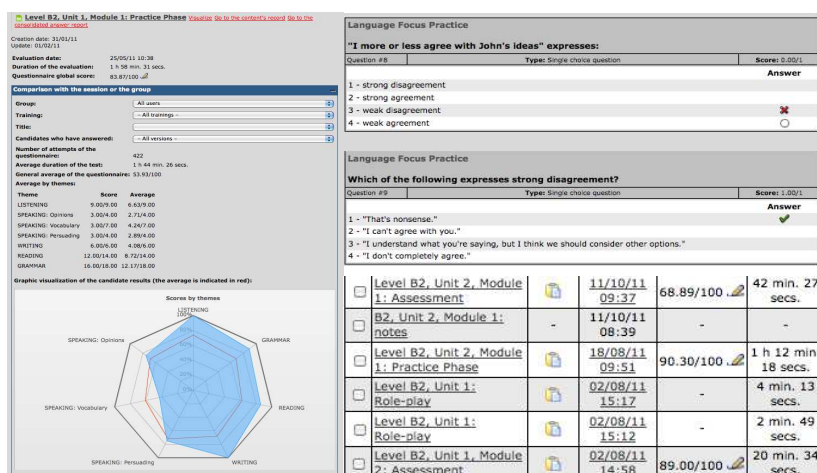 Level B2, Unit 1, Module 1: Practice Phase Visualize Go to the content's record Go to the
consolidated answer report
Creation date: 31/01/11
Update: 01/02/11
Evaluation date: 25/05/11 10:38
Duration of the evaluation: 1 h 58 min. 31 secs.
Questionnaire global score: 83.87/100
Comparison with the session or the group
Group: All users
Training: - All trainings -
Title:
Candidates who have answered: - All versions -
Number of attempts of the
questionnaire: 422
Average duration of the test: 1 h 44 min. 26 secs.
General average of the questionnaire: 53.93/100
Average by themes:
Theme Score Average
LISTENING 9.00/9.00 6.63/9.00
SPEAKING: Opinions 3.00/4.00 2.71/4.00
SPEAKING: Vocabulary 3.00/7.00 4.24/7.00
SPEAKING: Persuading 3.00/4.00 2.89/4.00
WRITING 6.00/6.00 4.08/6.00
READING 12.00/14.00 8.72/14.00
GRAMMAR 16.00/18.00 12.17/18.00
Graphic visualization of the candidate results (the average is indicated in red):
Scores by themes
LISTENING
100%
GRAMMAR
READING
WRITING
SPEAKING: Persuading
SPEAKING: Vocabulary
SPEAKING: Opinions
Language Focus Practice
"I more or less agree with John's ideas" expresses:
Question #8 Type: Single choice question Score: 0.00/1
Answer
1 - strong disagreement
2 - strong agreement
3 - weak disagreement
4 - weak agreement
Language Focus Practice
Which of the following expresses strong disagreement?
Question #9 Type: Single choice question Score: 1.00/1
Answer
1 - "That's nonsense."
2 - "I can't agree with you."
3 - "I understand what you're saying, but I think we should consider other options."
4 - "I don't completely agree."
Level B2, Unit 2, Module 11/10/11 42 min. 27
1: Assessment 09:37 68.89/100 secs.
B2, Unit 2, Module 1: - 11/10/11 - -
notes 08:39
Level B2, Unit 2, Module 18/08/11 1 h 12 min
1: Practice Phase 09:51 90.30/100 18 secs.
Level B2, Unit 1: 02/08/11 - 4 min. 13
Role-play 15:17 secs.
Level B2, Unit 1: 02/08/11 - 2 min. 49
Role-play 15:12 secs.
Level B2, Unit 1, Module 02/08/11 20 min. 34
2: Assessment 14:58 89.00/100 secs.